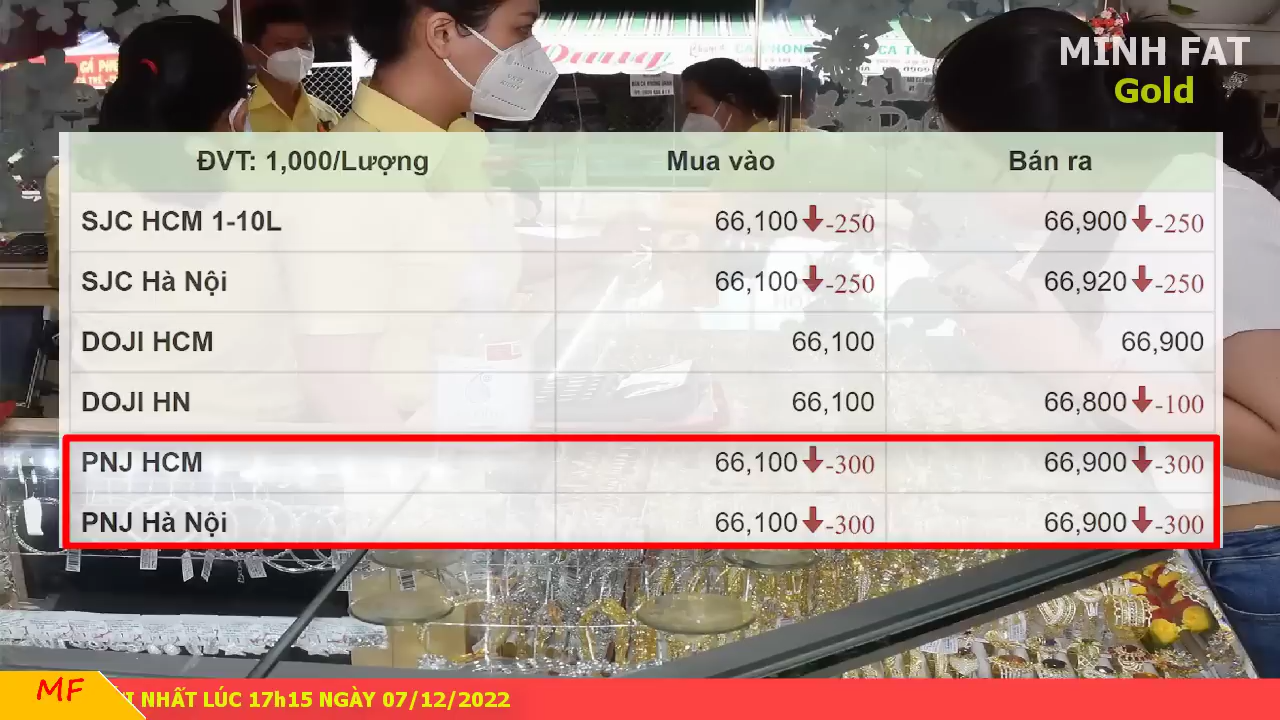 MINH FAT
Gold
ĐVT: 1,000/Lượng Mua vào Bán ra
SJC HCM 1-10L 66,100 -250 66,900 -250
SJC Hà Nội 66,100 -250 66,920 -250
DOJI HCM 66,100 66,900
DOJI HN 66,100 66,800 -100
PNJ HCM 66,100 -300 66,900 -300
PNJ Hà Nội 66,100 -300 66,900 -300
MF
NHẤT LÚC 17h15 NGÀY 07/12/2022